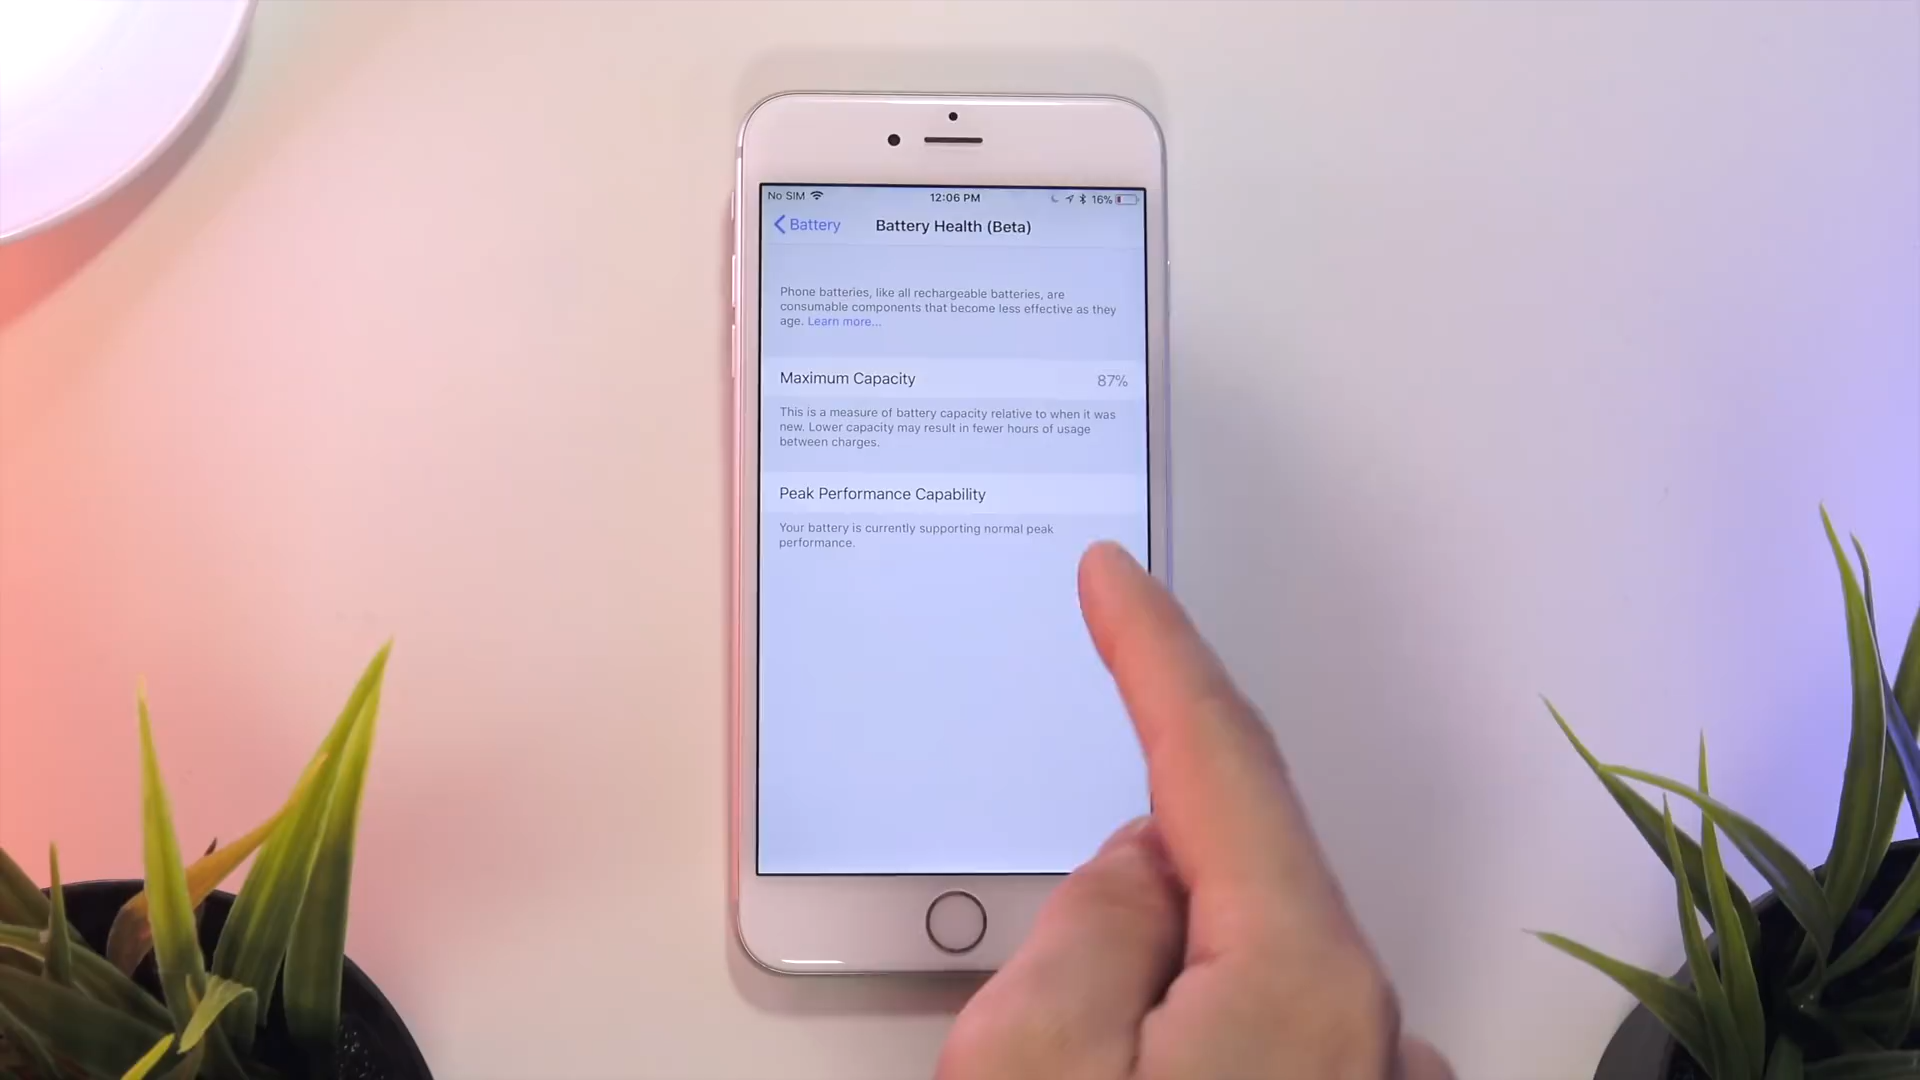 No SIM 12:06 PM 16%
Battery Battery Health (Beta)
Phone batteries, like all rechargeable batteries, are
consumable components that become less effective as they
age. Learn more...
Maximum Capacity 87%
This is a measure of battery capacity relative to when it was
new. Lower capacity may result in fewer hours of usage
between charges.
Peak Performance Capability
Your battery is currently supporting normal peak
performance.